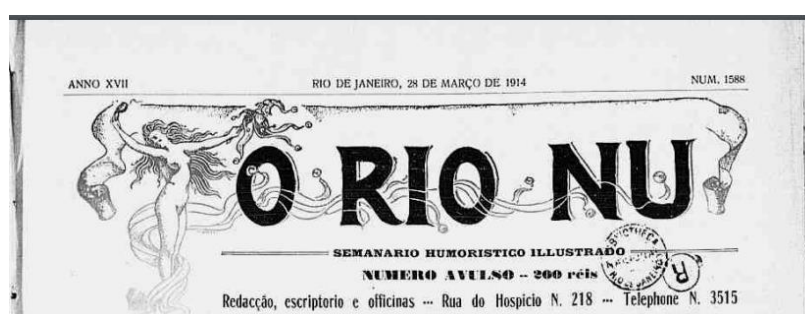 ANNO XVII RIO DE JANEIRO, 28 DE MARÇO DE 1914 NUM. 1588
O RIO NU
SEMANARIO HUMORISTICO ILLUSTRADO
NUMERO AVULSO -- 200 réis
Redacção, escriptorio e officinas --- Rua do Hospicio N. 218 --- Telephone N. 3515
R